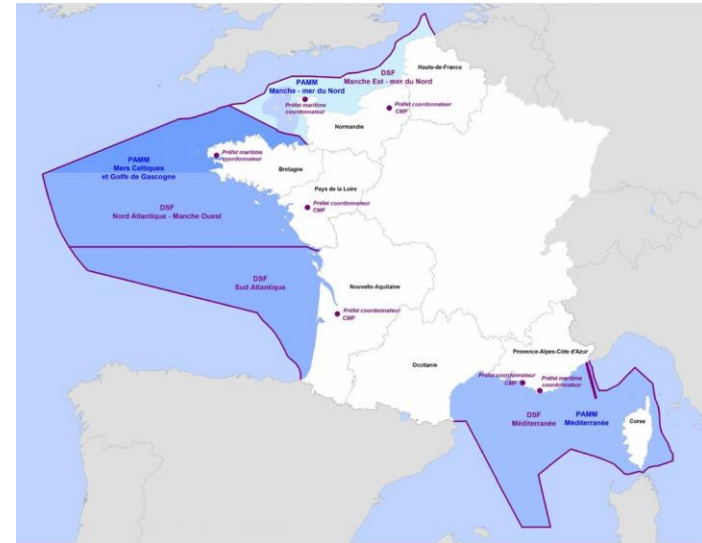 Hauts-de-France
DSF
Manche Est - mer du Nord
PAMM
Manche - mer du Nord
Préfet maritime
coordonnateur
Préfet coordonnateur
CMF
Normandie
Préfet maritime
coordonnateur
PAMM
Mers Celtiques
et Golfe de Gascogne
Bretagne
Pays de la Loire
Préfet coordonnateur
CMF
DSF
Nord Atlantique - Manche Ouest
DSF
Sud Atlantique
Nouvelle-Aquitaine
Préfet coordonnateur
CMF
Occitanie
Provence-Alpes-Côte-d'Azur
Préfet coordonnateur
CMF
Préfet maritime
coordonnateur
DSF
Méditerranée
PAMM
Méditerranée
Corse